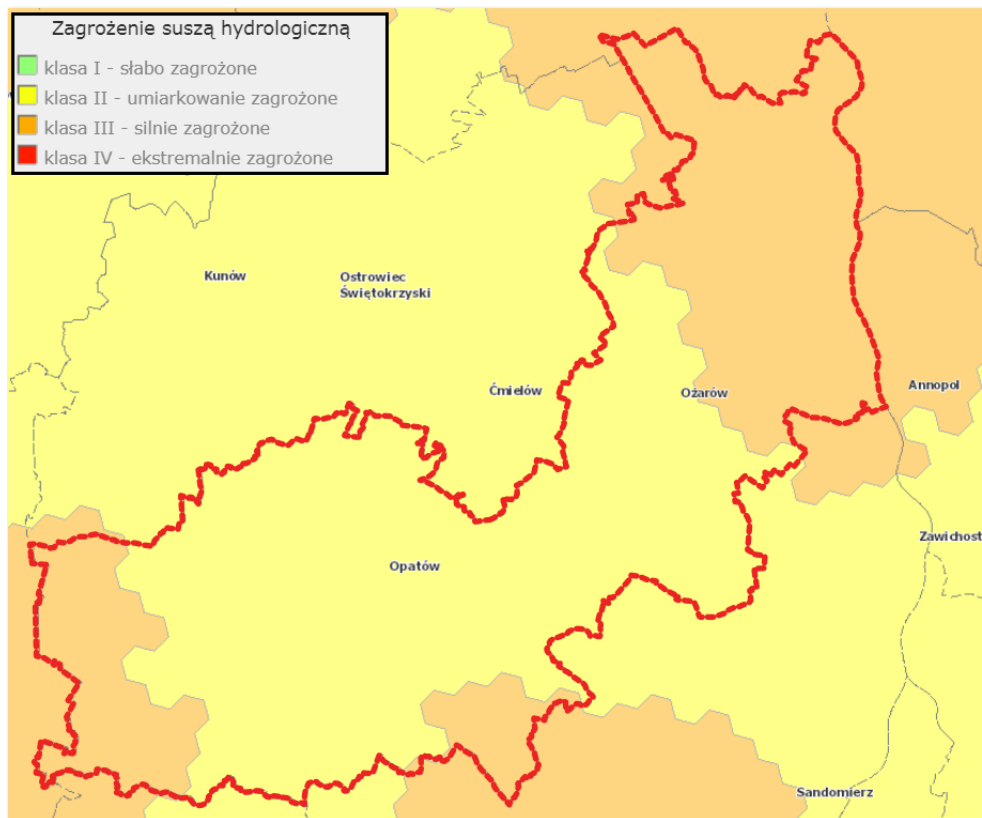 Zagrożenie suszą hydrologiczną
klasa I - słabo zagrożone
klasa II - umiarkowanie zagrożone
klasa III - silnie zagrożone
klasa IV - ekstremalnie zagrożone
Kunów
Ostrowiec
Świętokrzyski
Ćmielów
Ożarów
Annopol
Zawichost
Opatów
Sandomierz